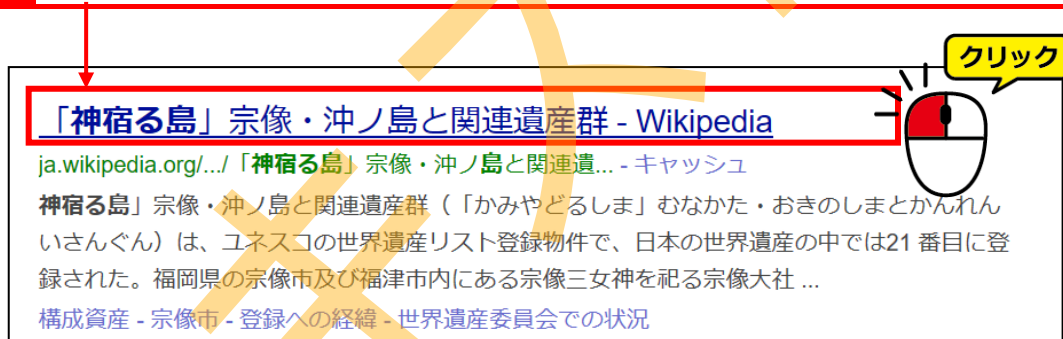 クリック
「神宿る島」宗像・沖ノ島と関連遺産群 - Wikipedia
ja.wikipedia.org/.../「神宿る島」宗像・沖ノ島と関連遺... - キャッシュ
神宿る島」宗像・沖ノ島と関連遺産群（「かみやどるしま」むなかた・おきのしまとかんれん
いさんぐん）は、ユネスコの世界遺産リスト登録物件で、日本の世界遺産の中では21 番目に登
録された。福岡県の宗像市及び福津市内にある宗像三女神を祀る宗像大社 ...
構成資産 - 宗像市 - 登録への経緯 - 世界遺産委員会での状況